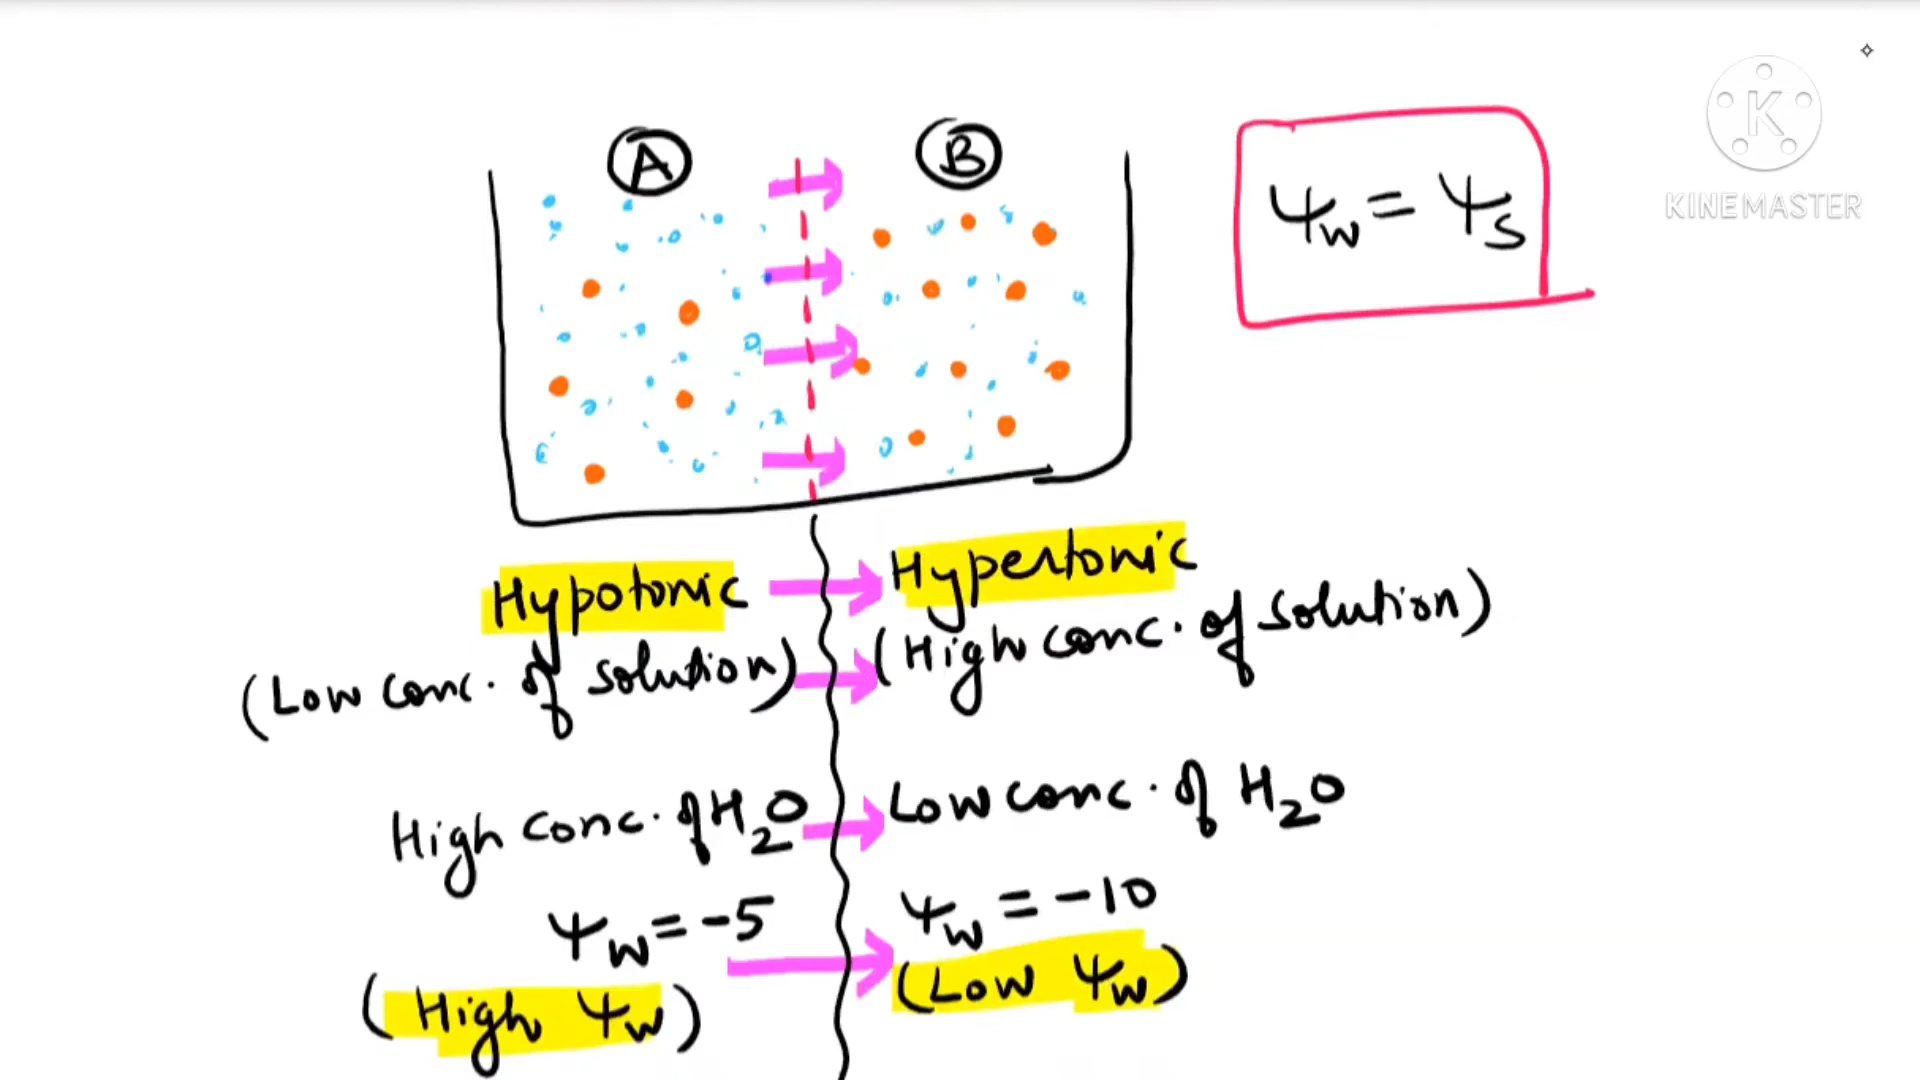 A
B
Ψw = Ψs
K
KINEMASTER
Hypotonic
(Low conc. of solution)
High conc. of H2O
Ψw = -5
(High Ψw)
Hypertonic
(High conc. of solution)
Low conc. of H2O
Ψw = -10
(Low Ψw)